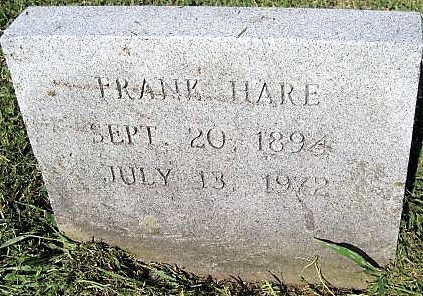 FRANK HARE
SEPT. 20, 1894
JULY 13, 1972